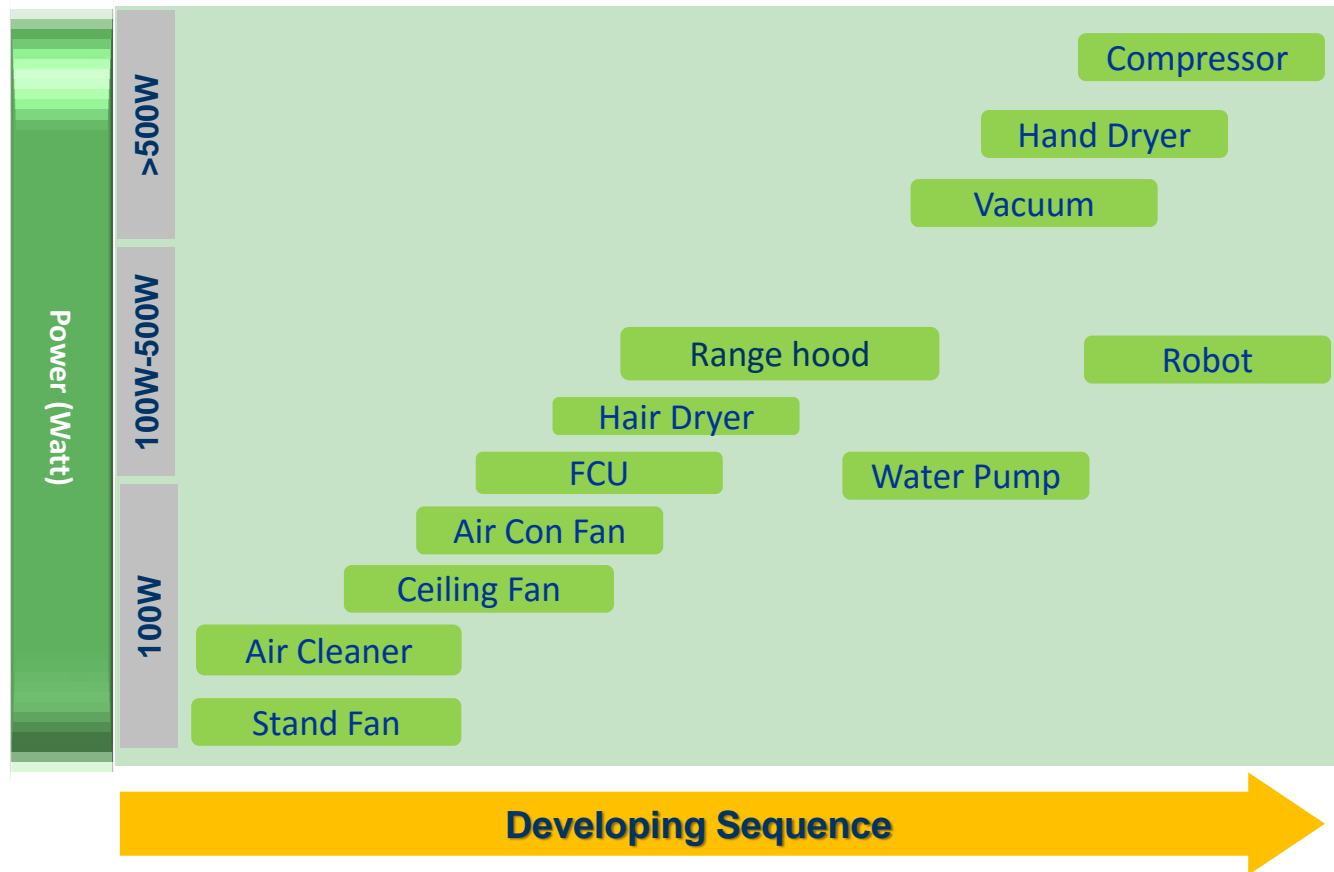 Power (Watt)
>500W
100W-500W
100W
Compressor
Hand Dryer
Vacuum
Range hood
Robot
Hair Dryer
FCU
Water Pump
Air Con Fan
Ceiling Fan
Air Cleaner
Stand Fan
Developing Sequence